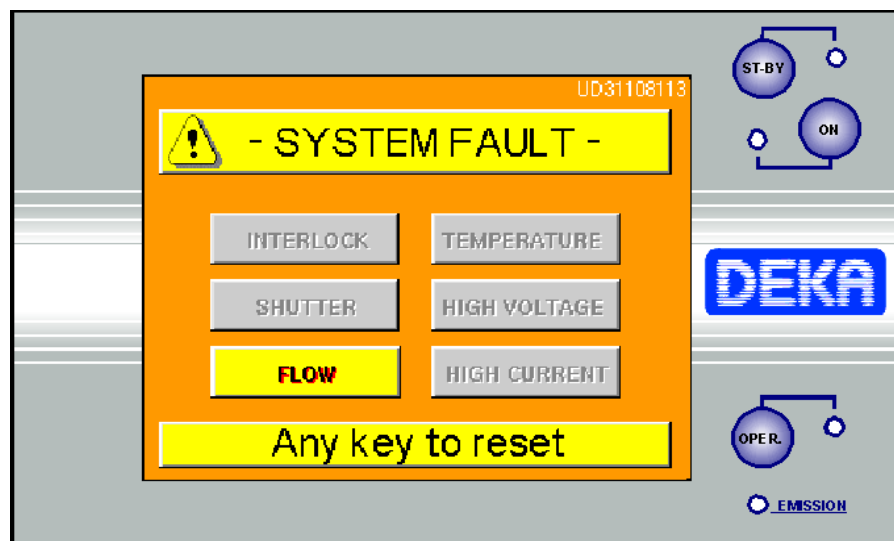 ST-BY
UD31108113
- SYSTEM FAULT -
ON
INTERLOCK
TEMPERATURE
SHUTTER
HIGH VOLTAGE
DEKA
FLOW
HIGH CURRENT
Any key to reset
OPER.
EMISSION